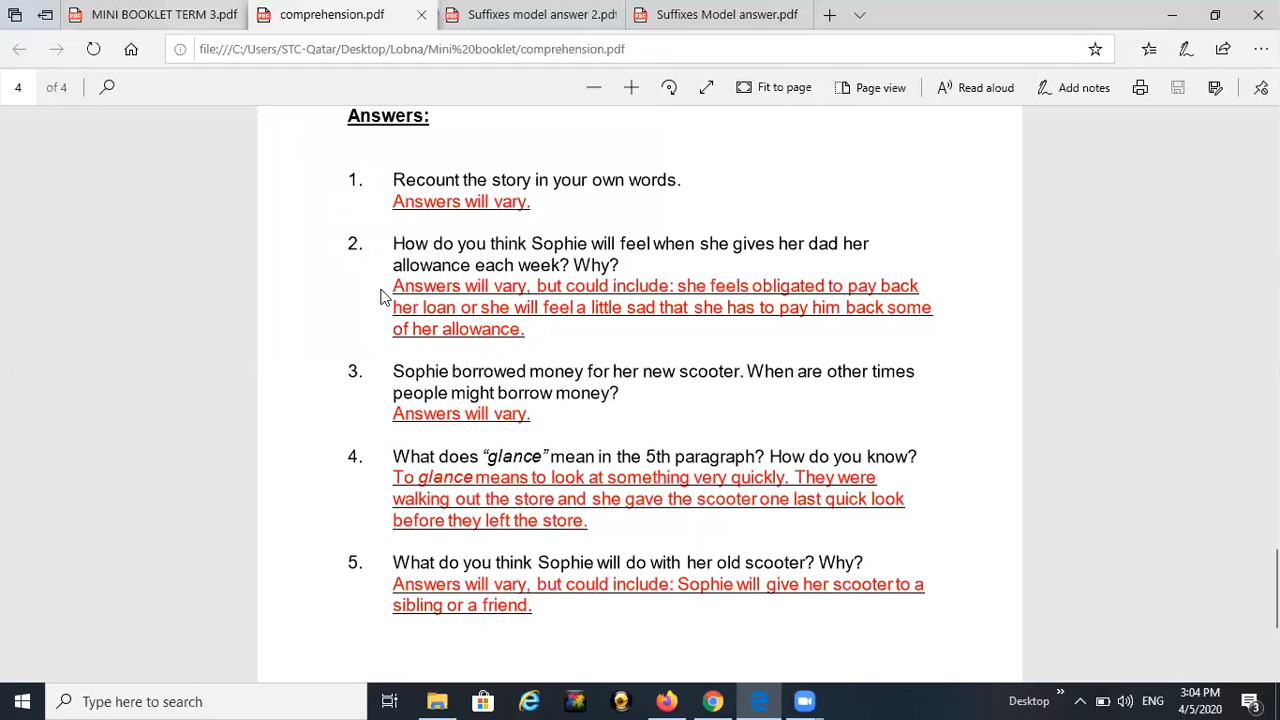 MINI BOOKLET TERM 3.pdf
comprehension.pdf
Suffixes model answer 2.pdf
Suffixes Model answer.pdf
file:///C:/Users/STC-Qatar/Desktop/Lobna/Mini%20booklet/comprehension.pdf
4 of 4
Fit to page
Page view
Read aloud
Add notes
Answers:
1. Recount the story in your own words.
Answers will vary.
2. How do you think Sophie will feel when she gives her dad her
allowance each week? Why?
Answers will vary, but could include: she feels obligated to pay back
her loan or she will feel a little sad that she has to pay him back some
of her allowance.
3. Sophie borrowed money for her new scooter. When are other times
people might borrow money?
Answers will vary.
4. What does “glance” mean in the 5th paragraph? How do you know?
To glance means to look at something very quickly. They were
walking out the store and she gave the scooter one last quick look
before they left the store.
5. What do you think Sophie will do with her old scooter? Why?
Answers will vary, but could include: Sophie will give her scooter to a
sibling or a friend.
Type here to search
Desktop
ENG
3:04 PM
4/5/2020
3